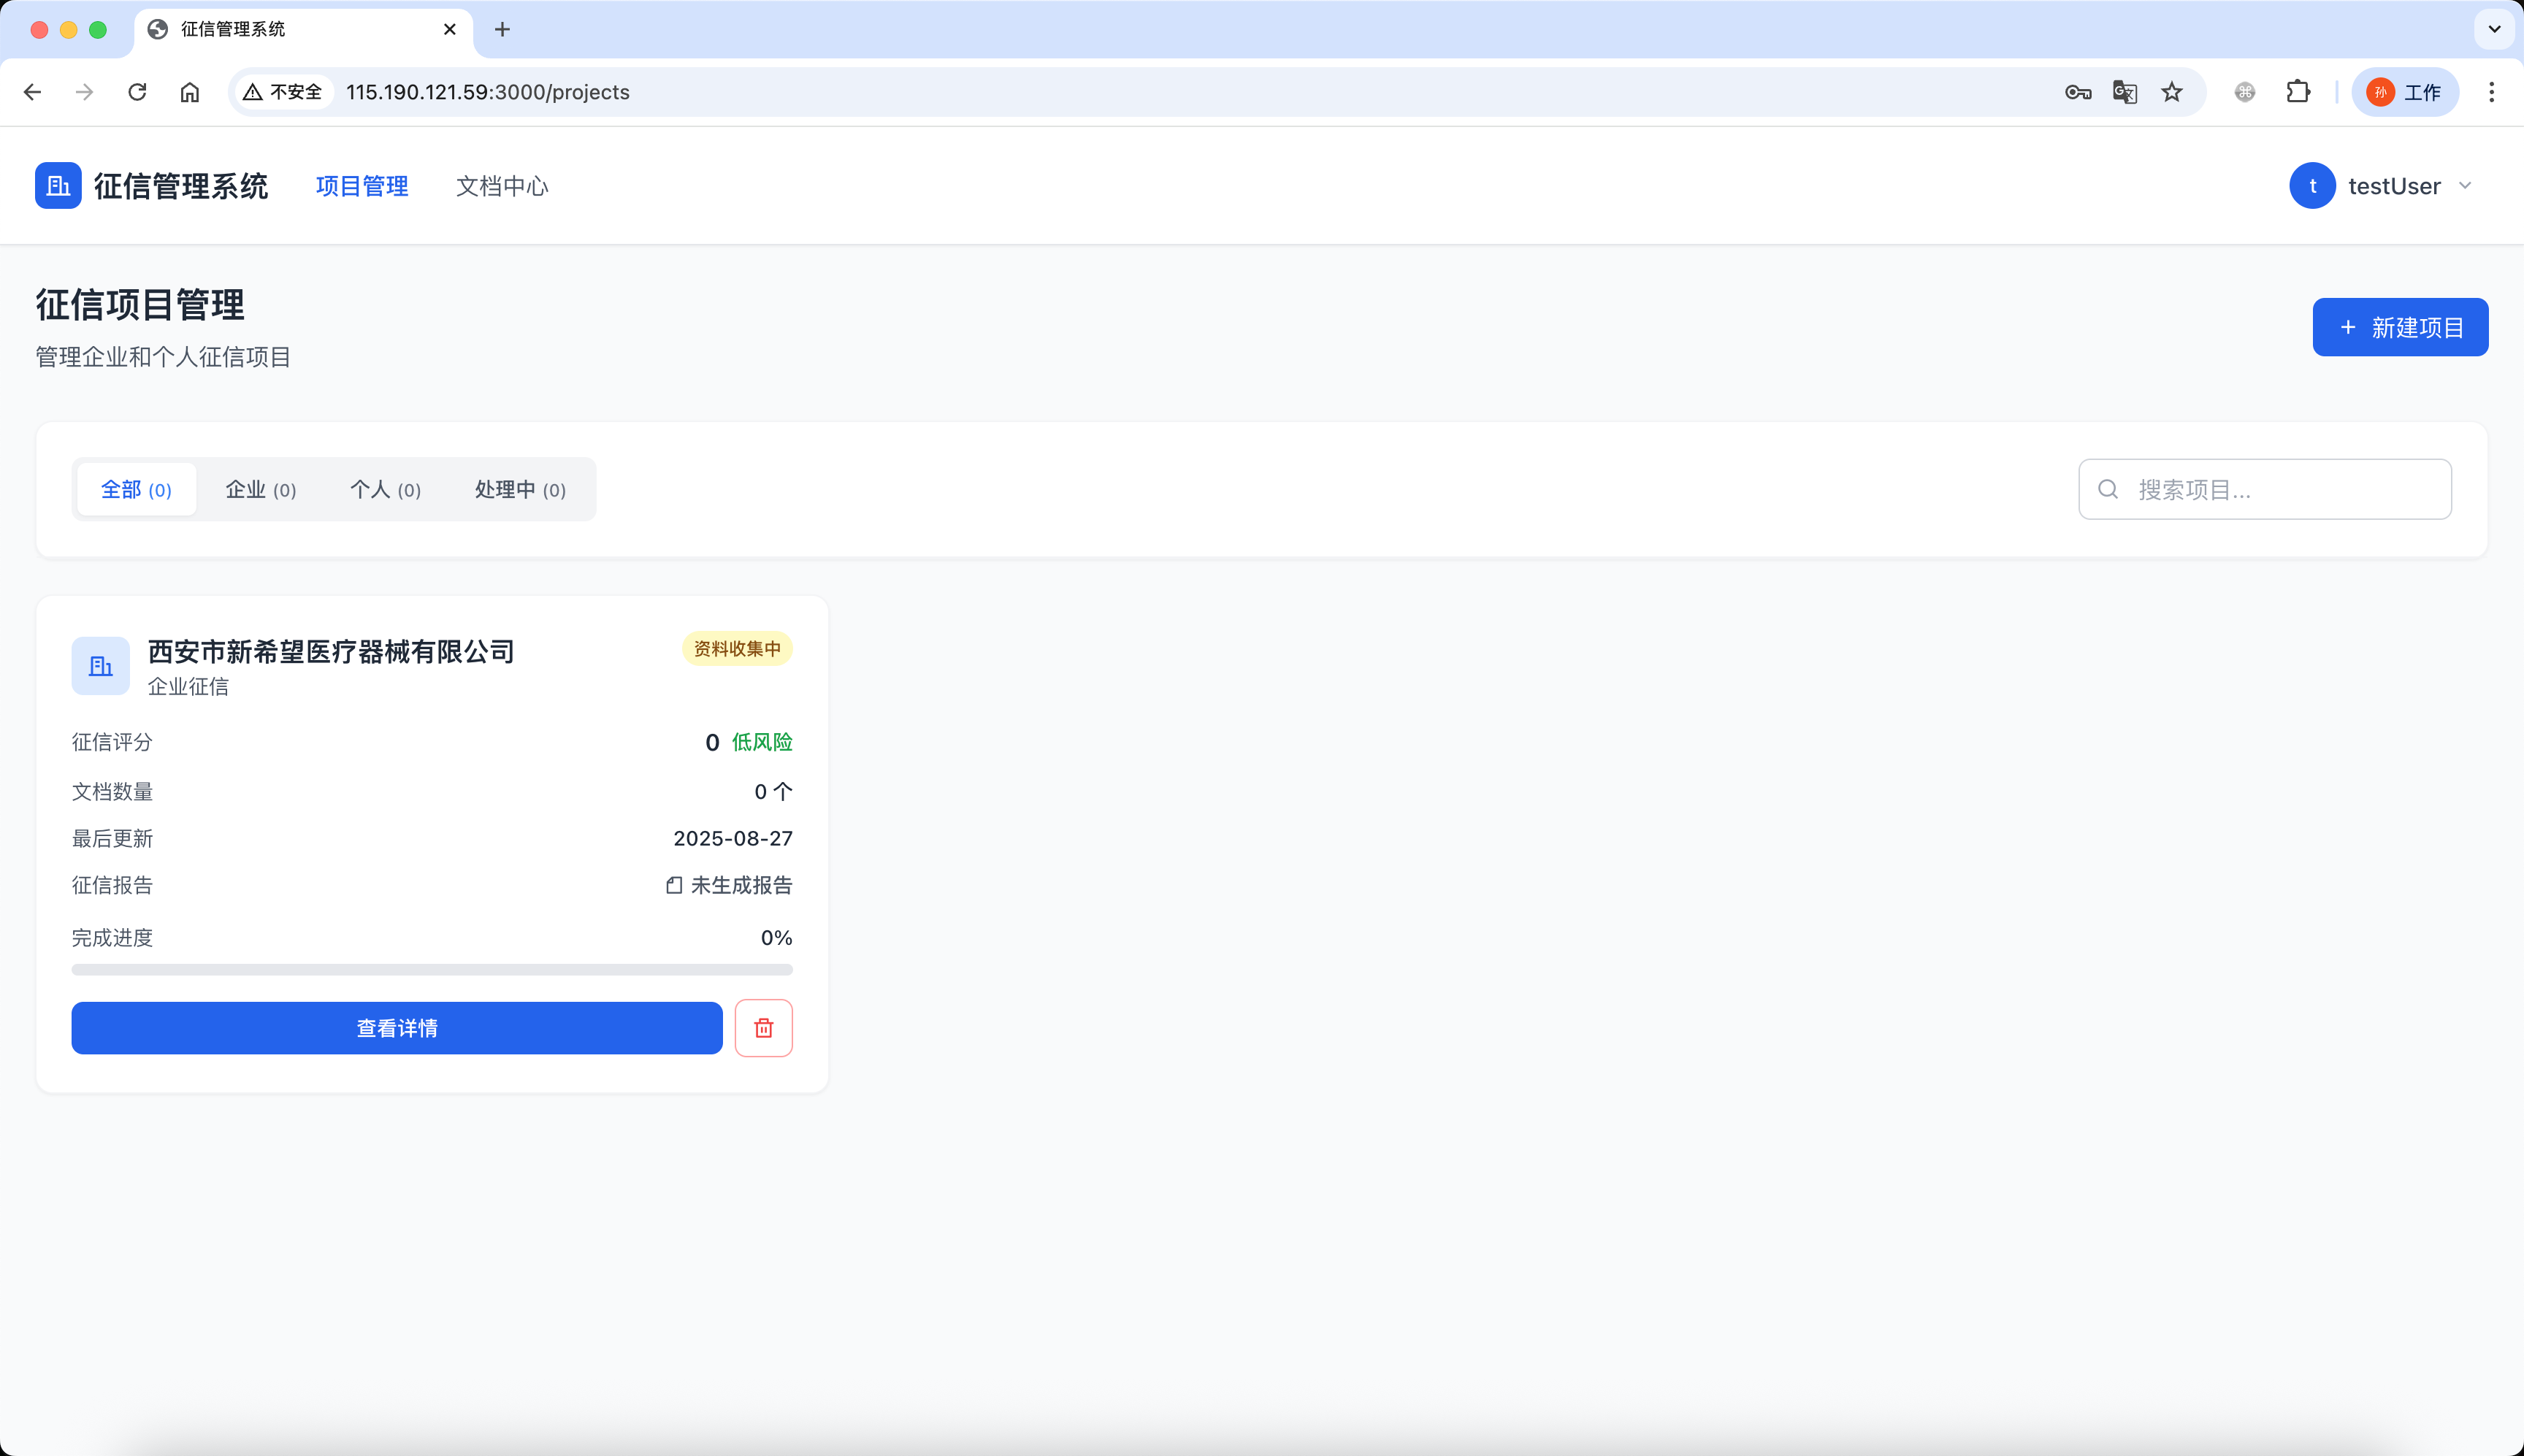 征信管理系统
不安全 115.190.121.59:3000/projects
孙 工作
征信管理系统 项目管理 文档中心
t testUser
征信项目管理
管理企业和个人征信项目
+ 新建项目
全部 (0) 企业 (0) 个人 (0) 处理中 (0)
搜索项目...
西安市新希望医疗器械有限公司 资料收集中
企业征信
征信评分 0 低风险
文档数量 0 个
最后更新 2025-08-27
征信报告 未生成报告
完成进度 0%
查看详情